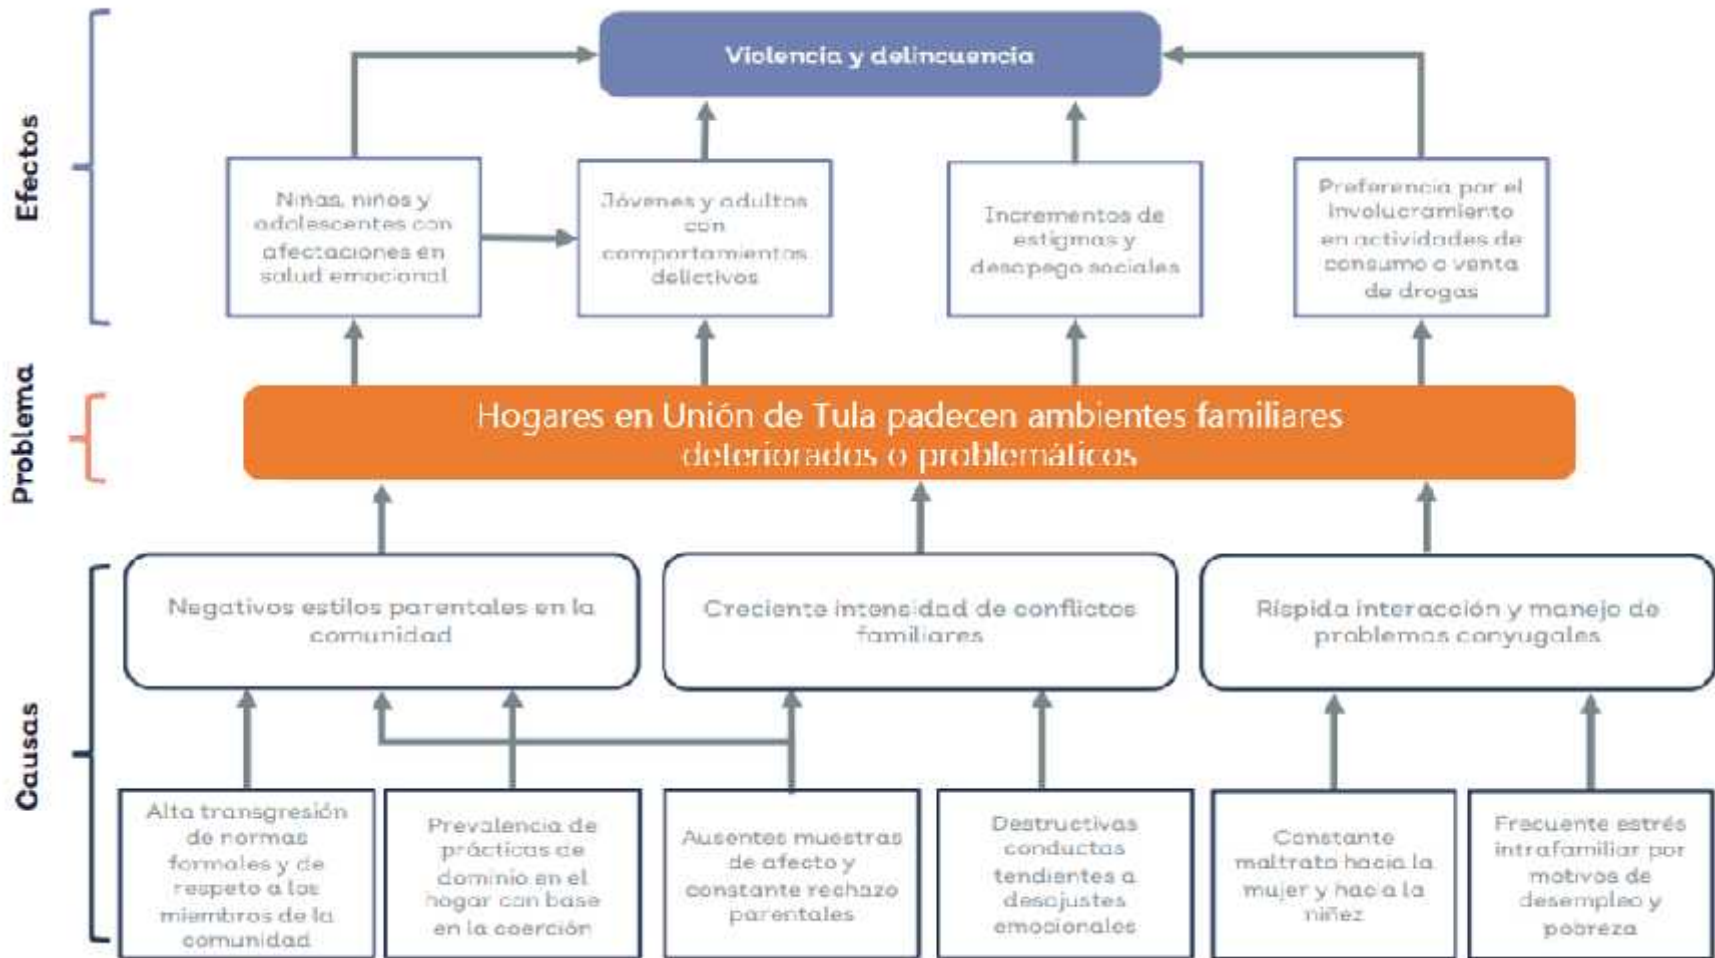 Efectos
Violencia y delincuencia
Niñas, niños y
adolescentes con
afectaciones en
salud emocional
Jóvenes y adultos
con
comportamientos
delictivos
Incrementos de
estigmas y
desapego sociales
Preferencia por el
involucramiento
en actividades de
consumo o venta
de drogas
Problema
Hogares en Unión de Tula padecen ambientes familiares
deteriorados o problemáticos
Causas
Negativos estilos parentales en la
comunidad
Creciente intensidad de conflictos
familiares
Ríspida interacción y manejo de
problemas conyugales
Alta transgresión
de normas
formales y de
respeto a los
miembros de la
comunidad
Prevalencia de
prácticas de
dominio en el
hogar con base
en la coerción
Ausentes muestras
de afecto y
constante rechazo
parentales
Destructivas
conductas
tendientes a
desajustes
emocionales
Constante
maltrato hacia la
mujer y hacia la
niñez
Frecuente estrés
intrafamiliar por
motivos de
desempleo y
pobreza